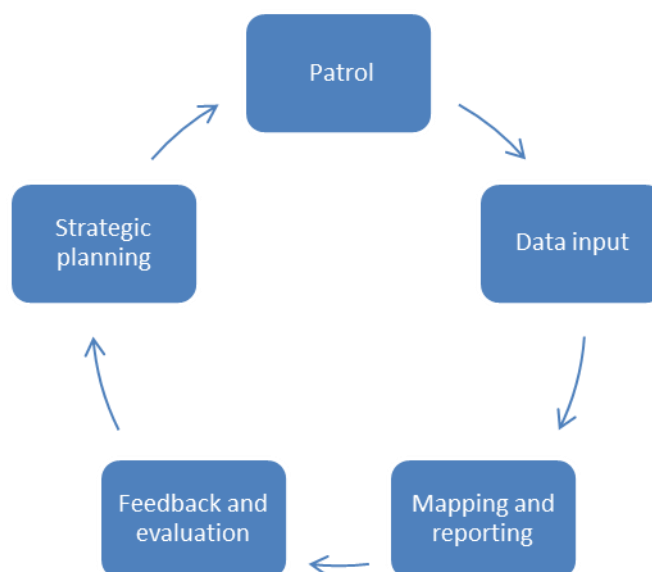 Patrol
Data input
Mapping and
reporting
Feedback and
evaluation
Strategic
planning